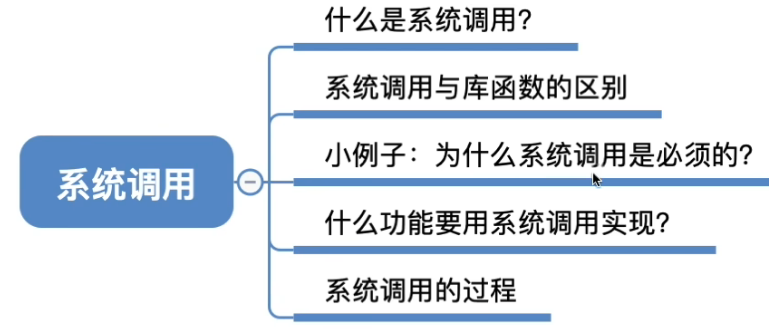 什么是系统调用？
系统调用与库函数的区别
小例子：为什么系统调用是必须的？
系统调用
什么功能要用系统调用实现？
系统调用的过程